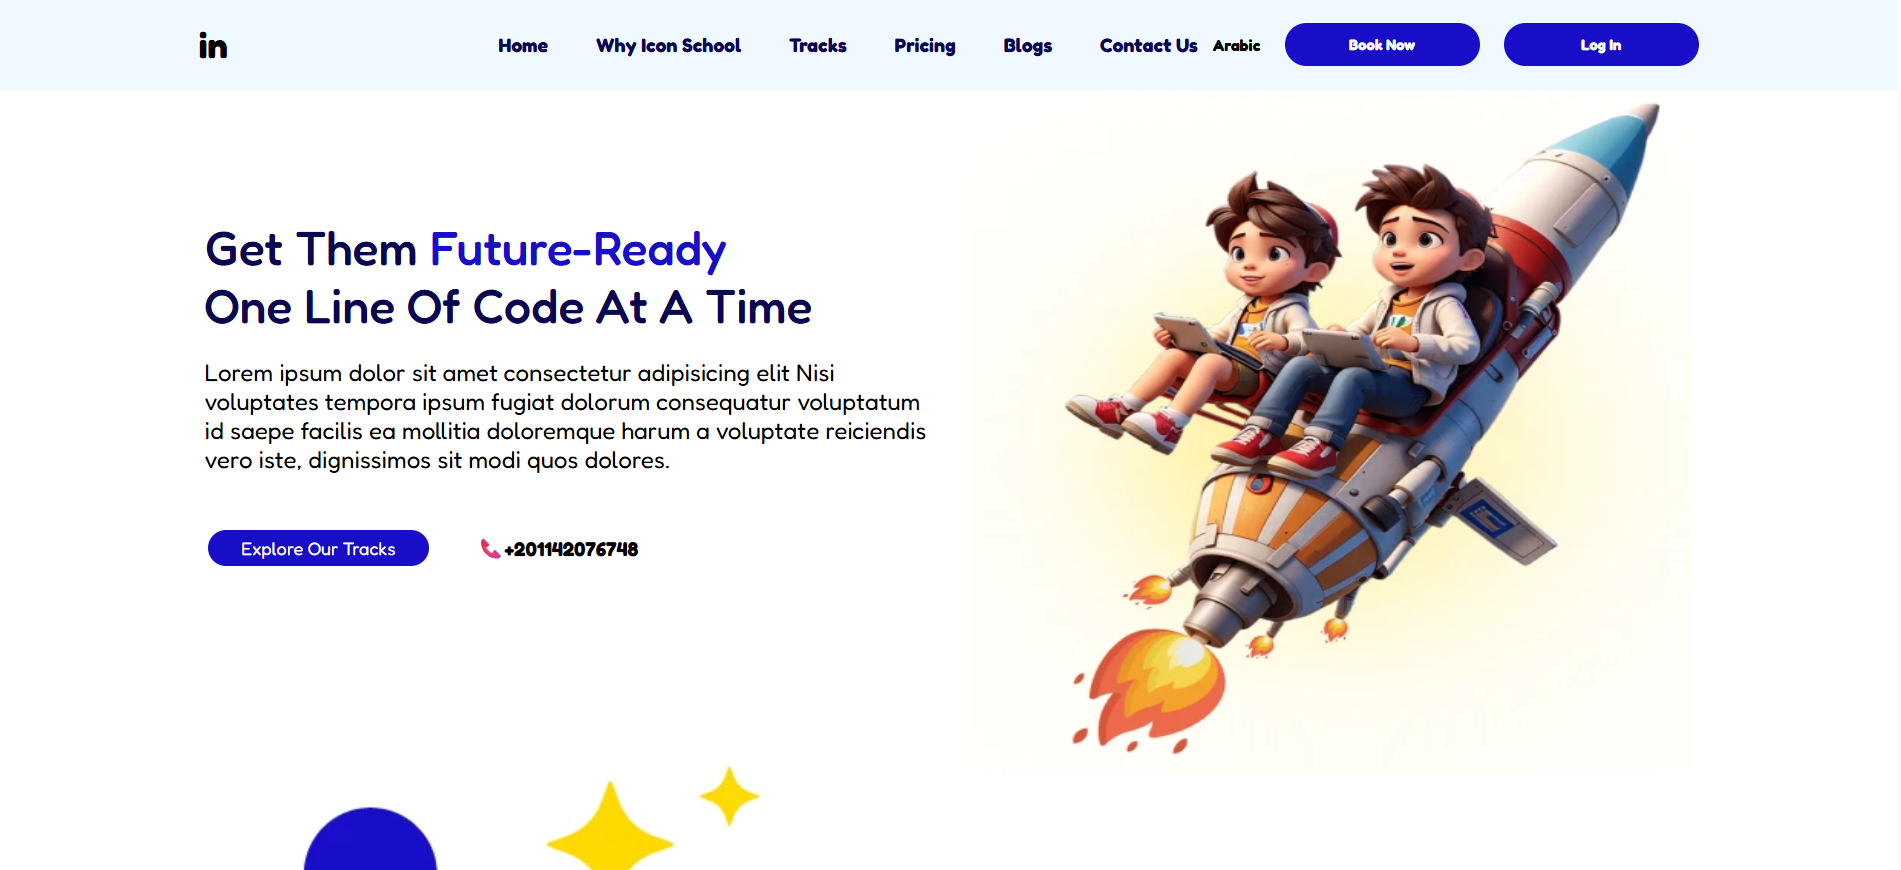 in
Home Why Icon School Tracks Pricing Blogs Contact Us Arabic Book Now Log In
Get Them Future-Ready
One Line Of Code At A Time
Lorem ipsum dolor sit amet consectetur adipisicing elit Nisi
voluptates tempora ipsum fugiat dolorum consequatur voluptatum
id saepe facilis ea mollitia doloremque harum a voluptate reiciendis
vero iste, dignissimos sit modi quos dolores.
Explore Our Tracks
+201142076748